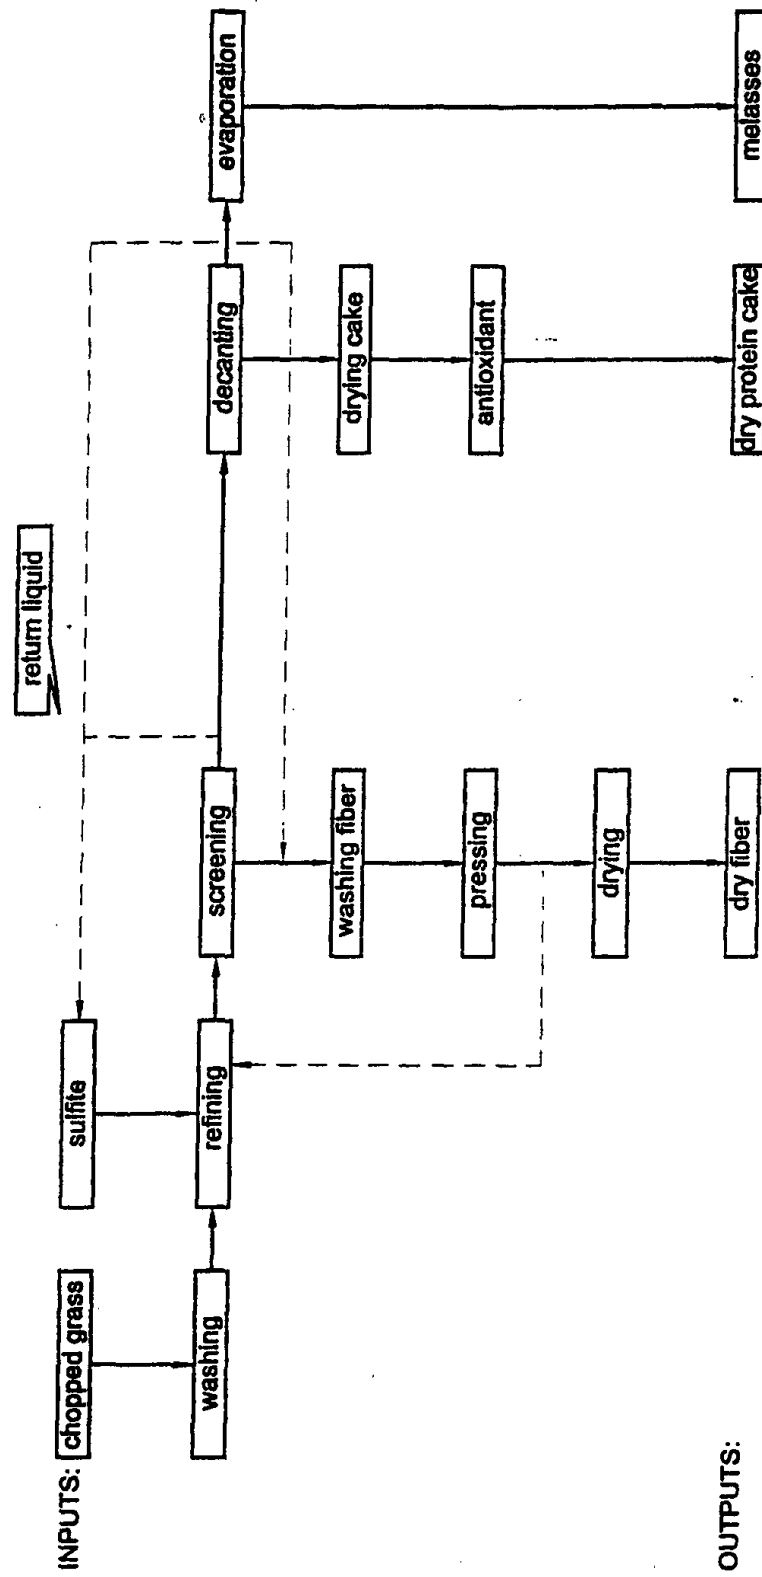 INPUTS:
chopped grass
sulfite
return liquid
washing
refining
screening
decanting
evaporation
washing fiber
drying cake
pressing
antioxidant
drying
OUTPUTS:
dry fiber
dry protein cake
melasses